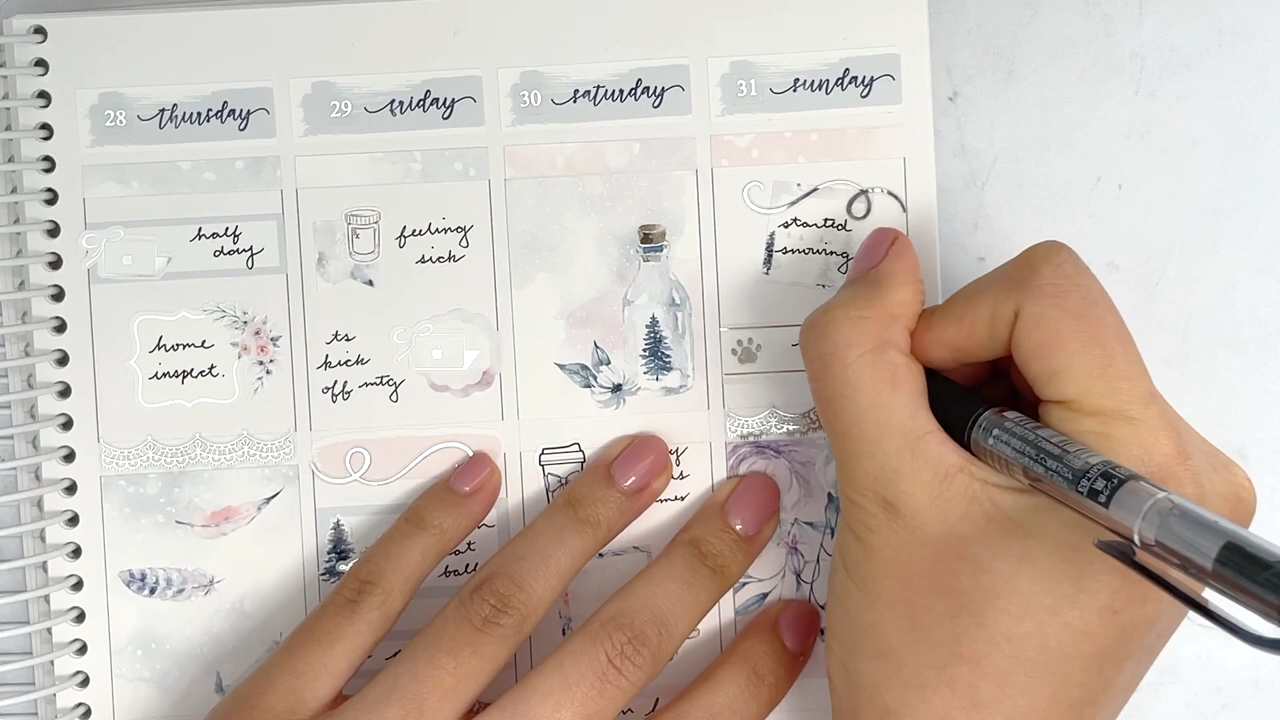 28 thursday
29 friday
30 saturday
31 sunday
half
day
home
inspect.
feeling
sick
ts
kick
off mtg
started
snowing